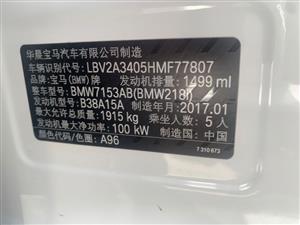 华晨宝马汽车有限公司制造
车辆识别代号: LBV2A3405HMF77807
品牌: 宝马(BMW)牌 发动机排量: 1499 ml
整车型号: BMW7153AB(BMW218i)
发动机型号: B38A15A 制造年月: 2017.01
最大允许总质量: 1915 kg 乘坐人数: 5 人
发动机最大净功率: 100 kW 制造国: 中国
颜色代码: A96
7 310 673